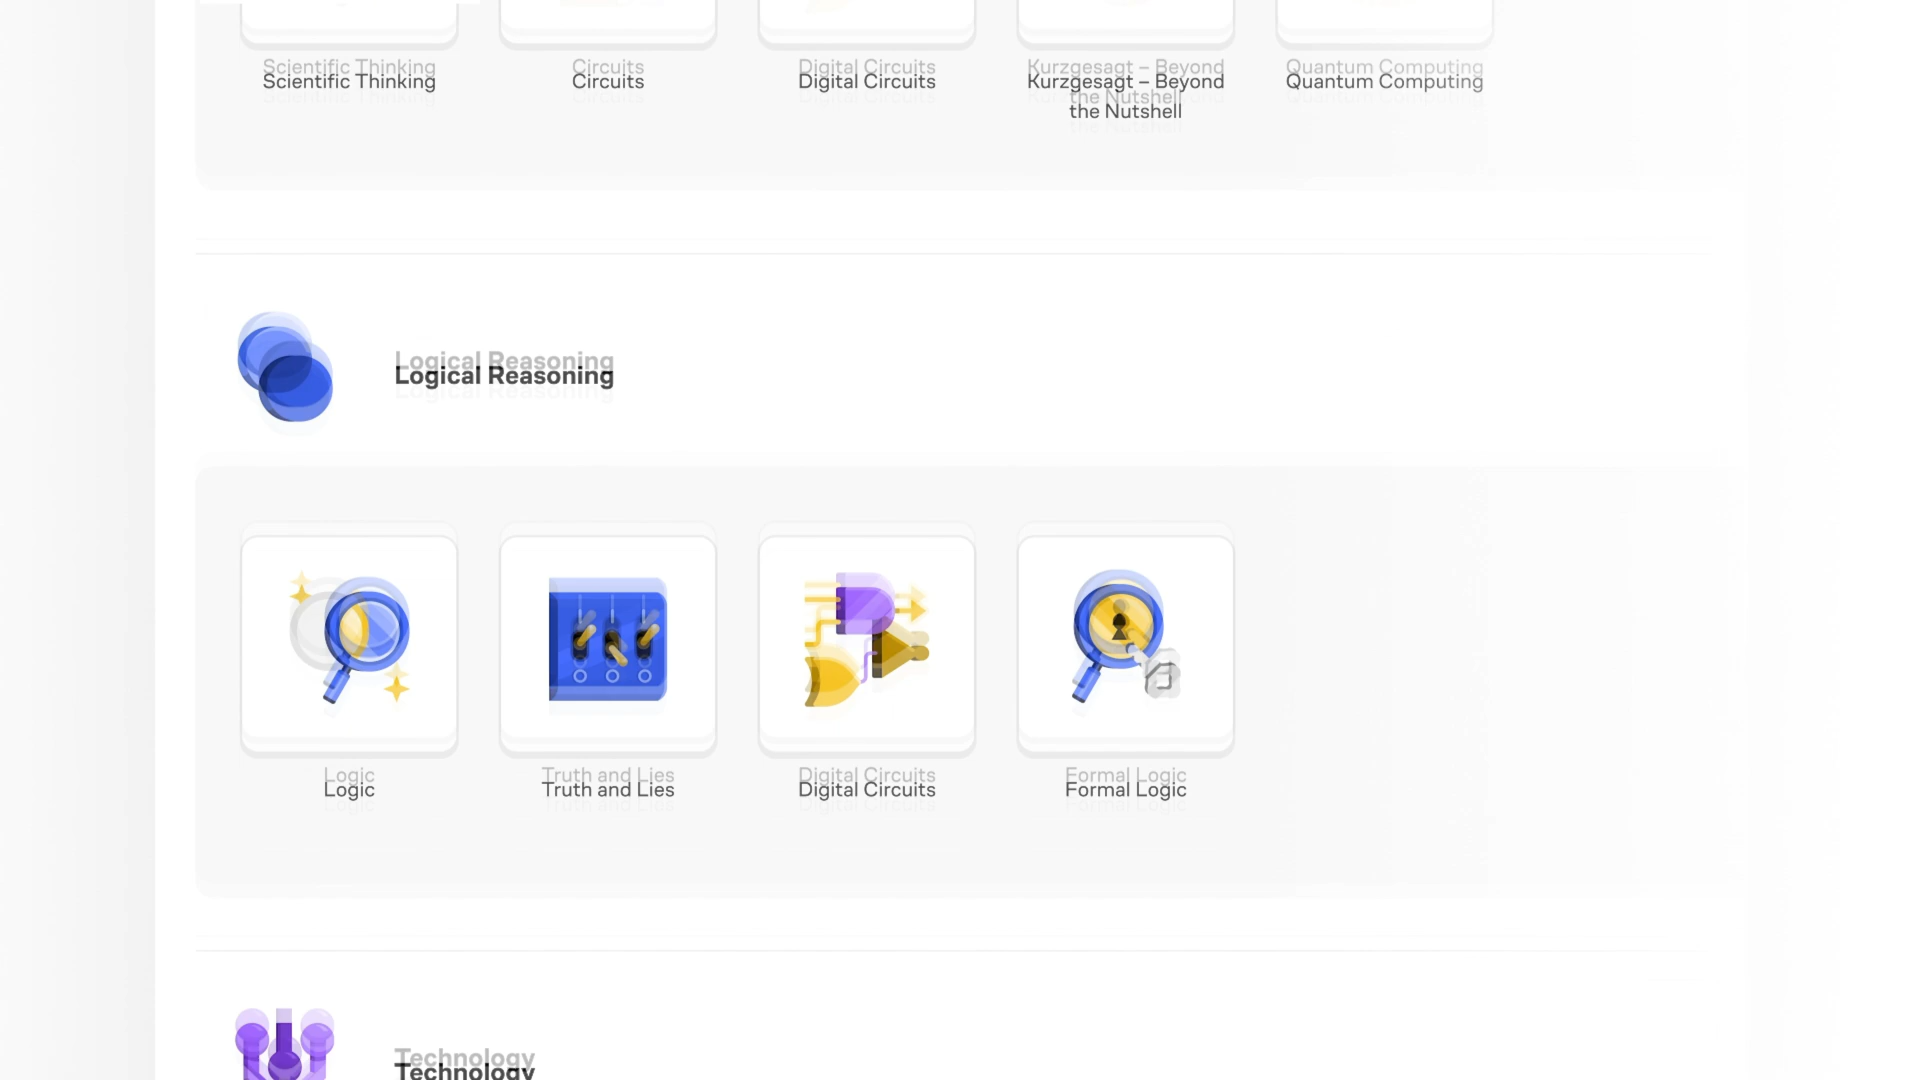 Scientific Thinking
Circuits
Digital Circuits
Kurzgesagt – Beyond
the Nutshell
Quantum Computing
Logical Reasoning
Logic
Truth and Lies
Digital Circuits
Formal Logic
Technology